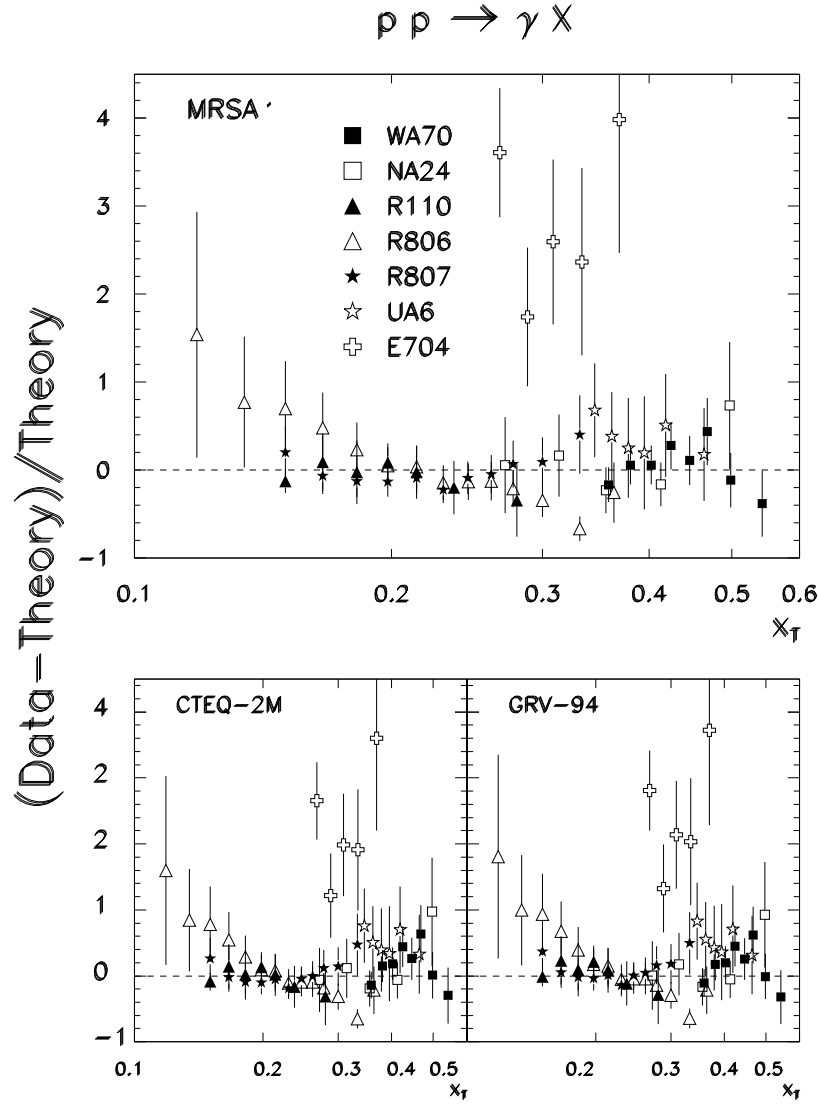 p p → γ X
MRSA ′
WA70
NA24
R110
R806
R807
UA6
E704
4
3
2
1
0
−1
0.1 0.2 0.3 0.4 0.5 0.6
X_T
(Data−Theory)/Theory
CTEQ−2M
GRV−94
4
2
2
1
0
−1
0.1 0.2 0.3 0.4 0.5 0.2 0.3 0.4 0.5
X_T X_T